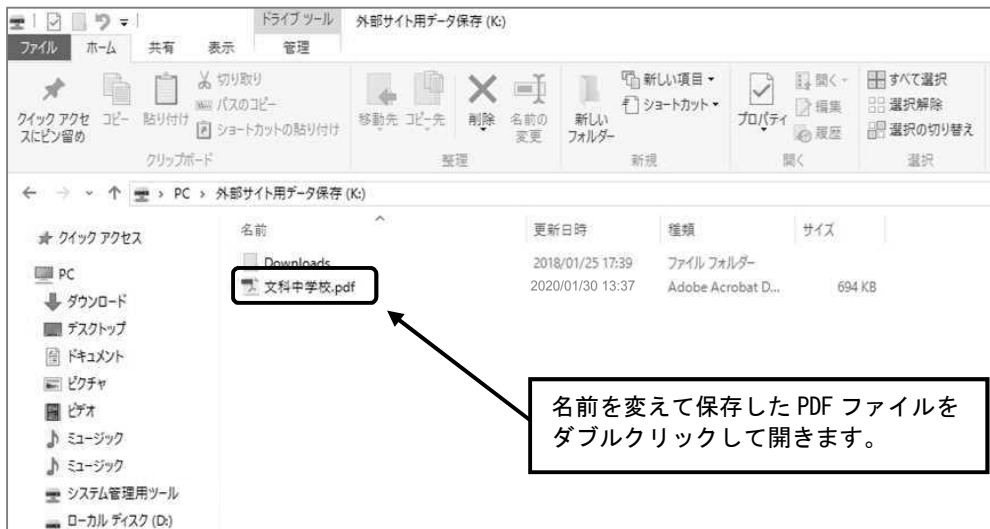 ドライブ ツール 外部サイト用データ保存 (K:)
ファイル ホーム 共有 表示 管理
クイック アクセスにピン留め
コピー
貼り付け
切り取り
パスのコピー
ショートカットの貼り付け
クリップボード
移動先 コピー先 削除 名前の変更
整理
新しいフォルダー
新しい項目
ショートカット
新規
プロパティ
開く
編集
履歴
開く
すべて選択
選択解除
選択の切り替え
選択
PC › 外部サイト用データ保存 (K:)
名前 更新日時 種類 サイズ
Downloads 2018/01/25 17:39 ファイル フォルダー
文科中学校.pdf 2020/01/30 13:37 Adobe Acrobat D... 694 KB
クイック アクセス
PC
ダウンロード
デスクトップ
ドキュメント
ピクチャ
ビデオ
ミュージック
ミュージック
システム管理用ツール
ローカル ディスク (D:)
名前を変えて保存した PDF ファイルを
ダブルクリックして開きます。